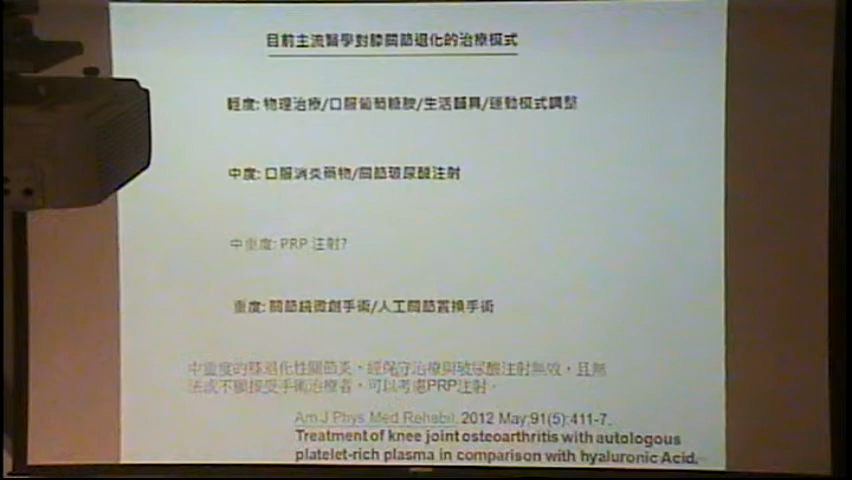 目前主流醫學對膝關節退化的治療模式
輕度: 物理治療/口服葡萄糖胺/生活輔具/運動模式調整
中度: 口服消炎藥物/關節玻尿酸注射
中重度: PRP 注射?
重度: 關節鏡微創手術/人工關節置換手術
中重度的膝退化性關節炎，經保守治療與玻尿酸注射無效，且無
法或不願接受手術治療者，可以考慮PRP注射。
Am J Phys Med Rehabil. 2012 May;91(5):411-7.
Treatment of knee joint osteoarthritis with autologous
platelet-rich plasma in comparison with hyaluronic Acid.